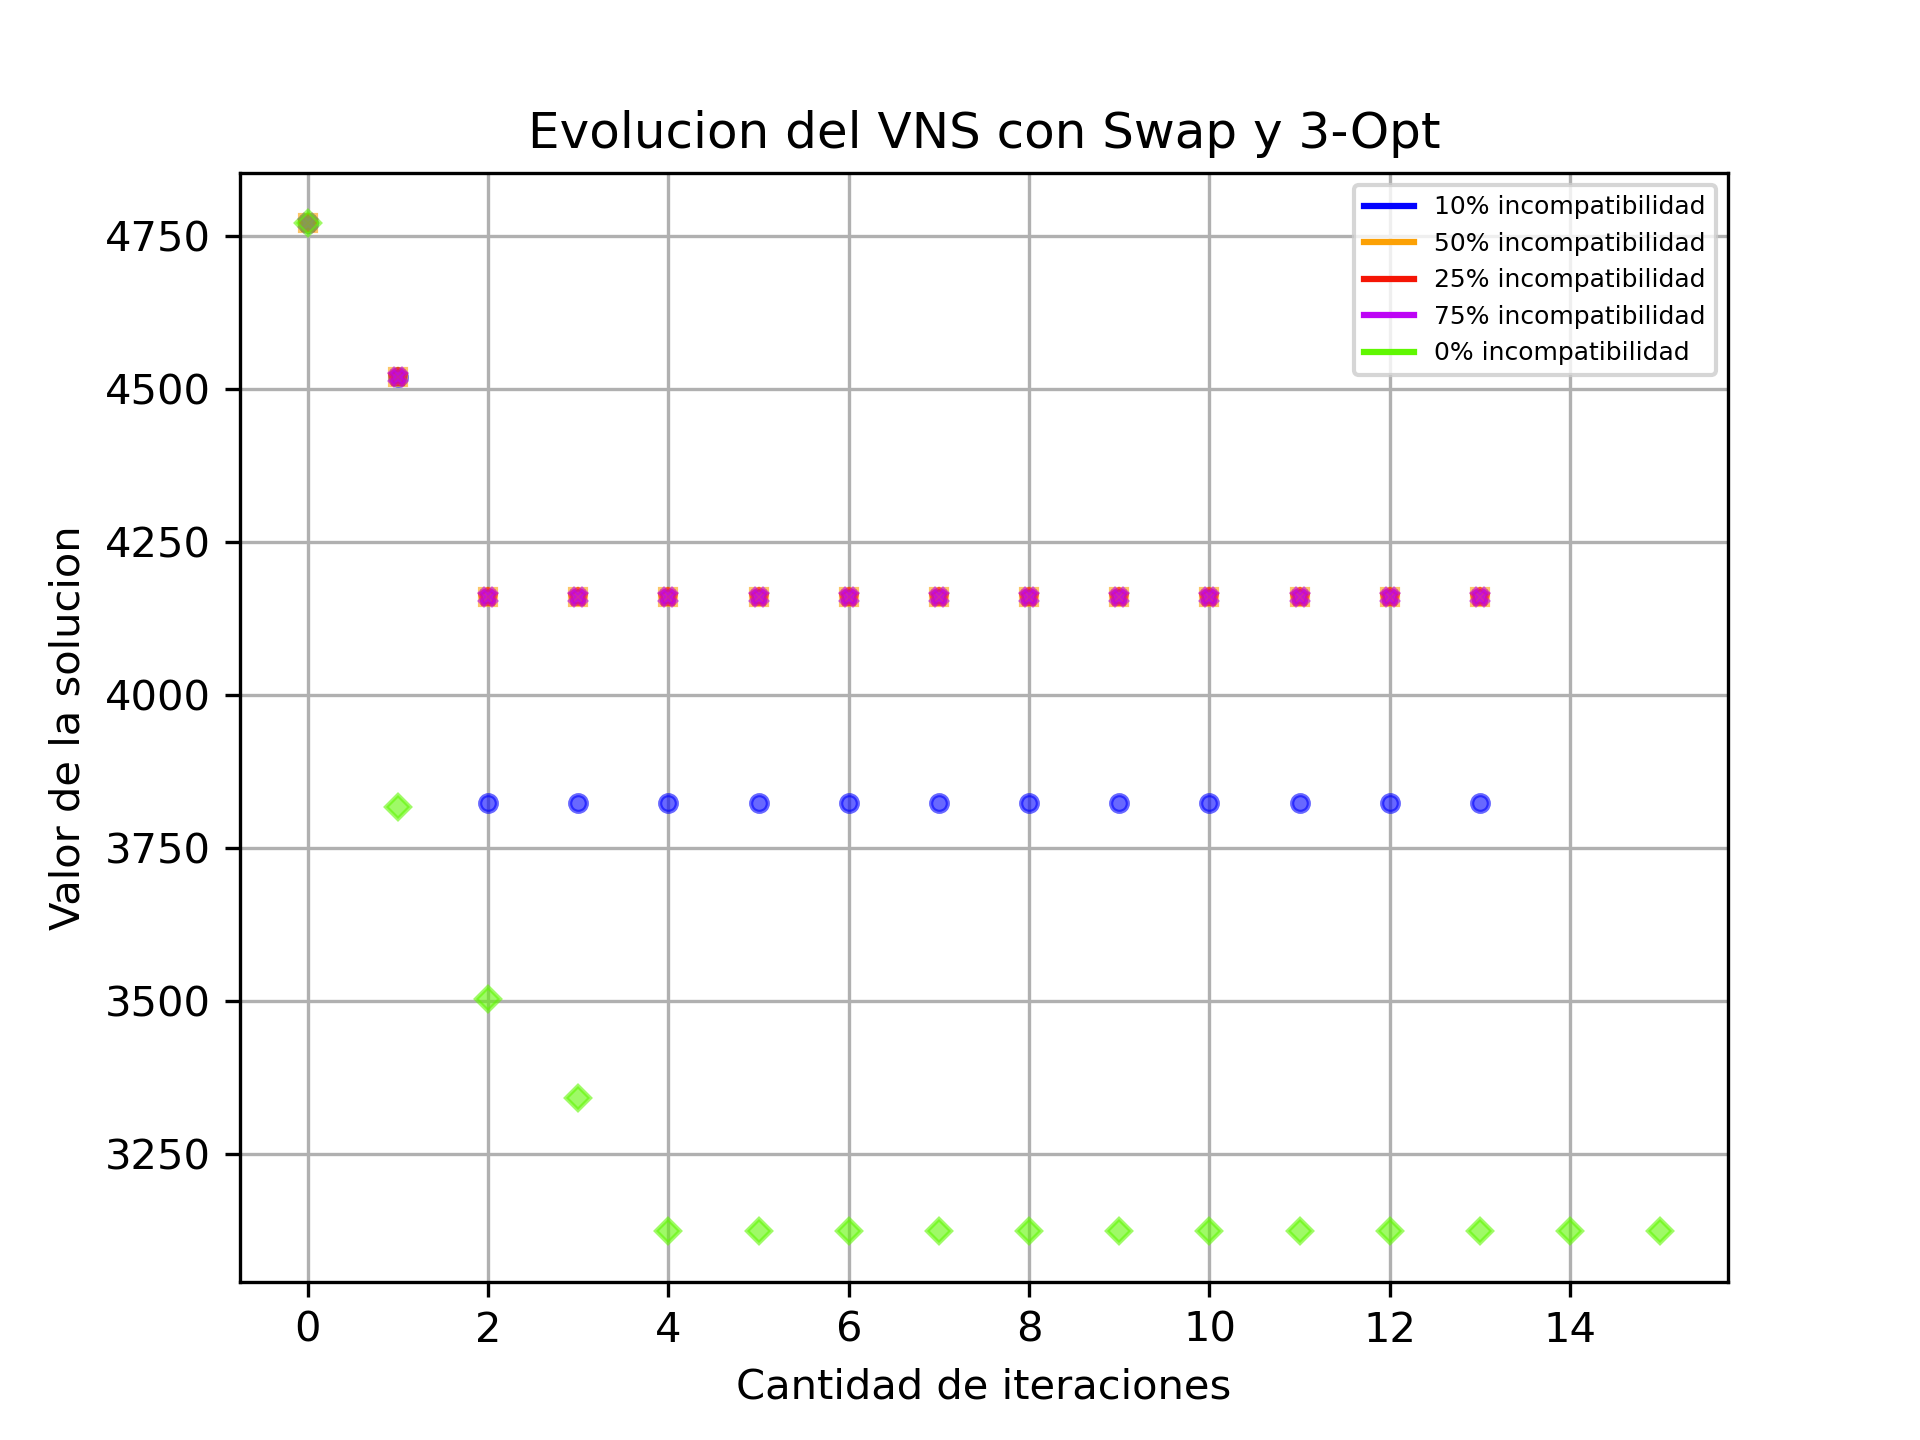 Evolucion del VNS con Swap y 3-Opt
10% incompatibilidad
50% incompatibilidad
25% incompatibilidad
75% incompatibilidad
0% incompatibilidad
Valor de la solucion
4750
4500
4250
4000
3750
3500
3250
0 2 4 6 8 10 12 14
Cantidad de iteraciones